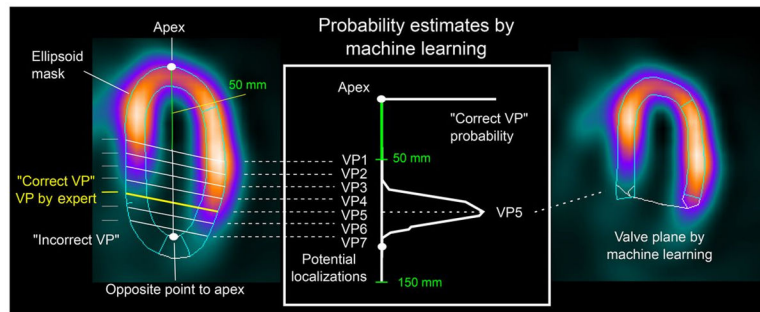 Apex
Ellipsoid
mask
50 mm
"Correct VP"
VP by expert
"Incorrect VP"
Opposite point to apex
Probability estimates by
machine learning
Apex
"Correct VP"
probability
VP1
50 mm
VP2
VP3
VP4
VP5
VP5
VP6
VP7
Potential
localizations
150 mm
Valve plane by
machine learning